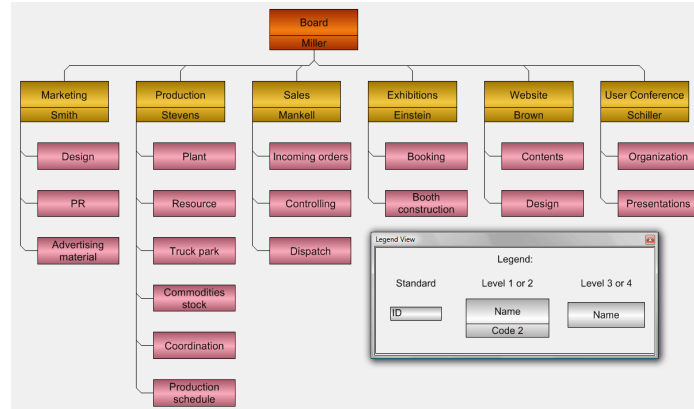 Board
Miller
Marketing
Smith
Production
Stevens
Sales
Mankell
Exhibitions
Einstein
Website
Brown
User Conference
Schiller
Design
Plant
Incoming orders
Booking
Contents
Organization
PR
Resource
Controlling
Booth
construction
Design
Presentations
Advertising
material
Truck park
Dispatch
Commodities
stock
Coordination
Production
schedule
Legend View
Legend:
Standard
Level 1 or 2
Level 3 or 4
ID
Name
Code 2
Name